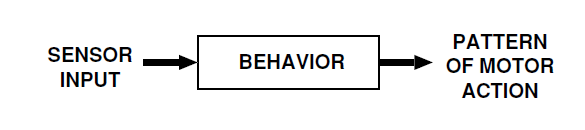 SENSOR
INPUT
BEHAVIOR
PATTERN
OF MOTOR
ACTION